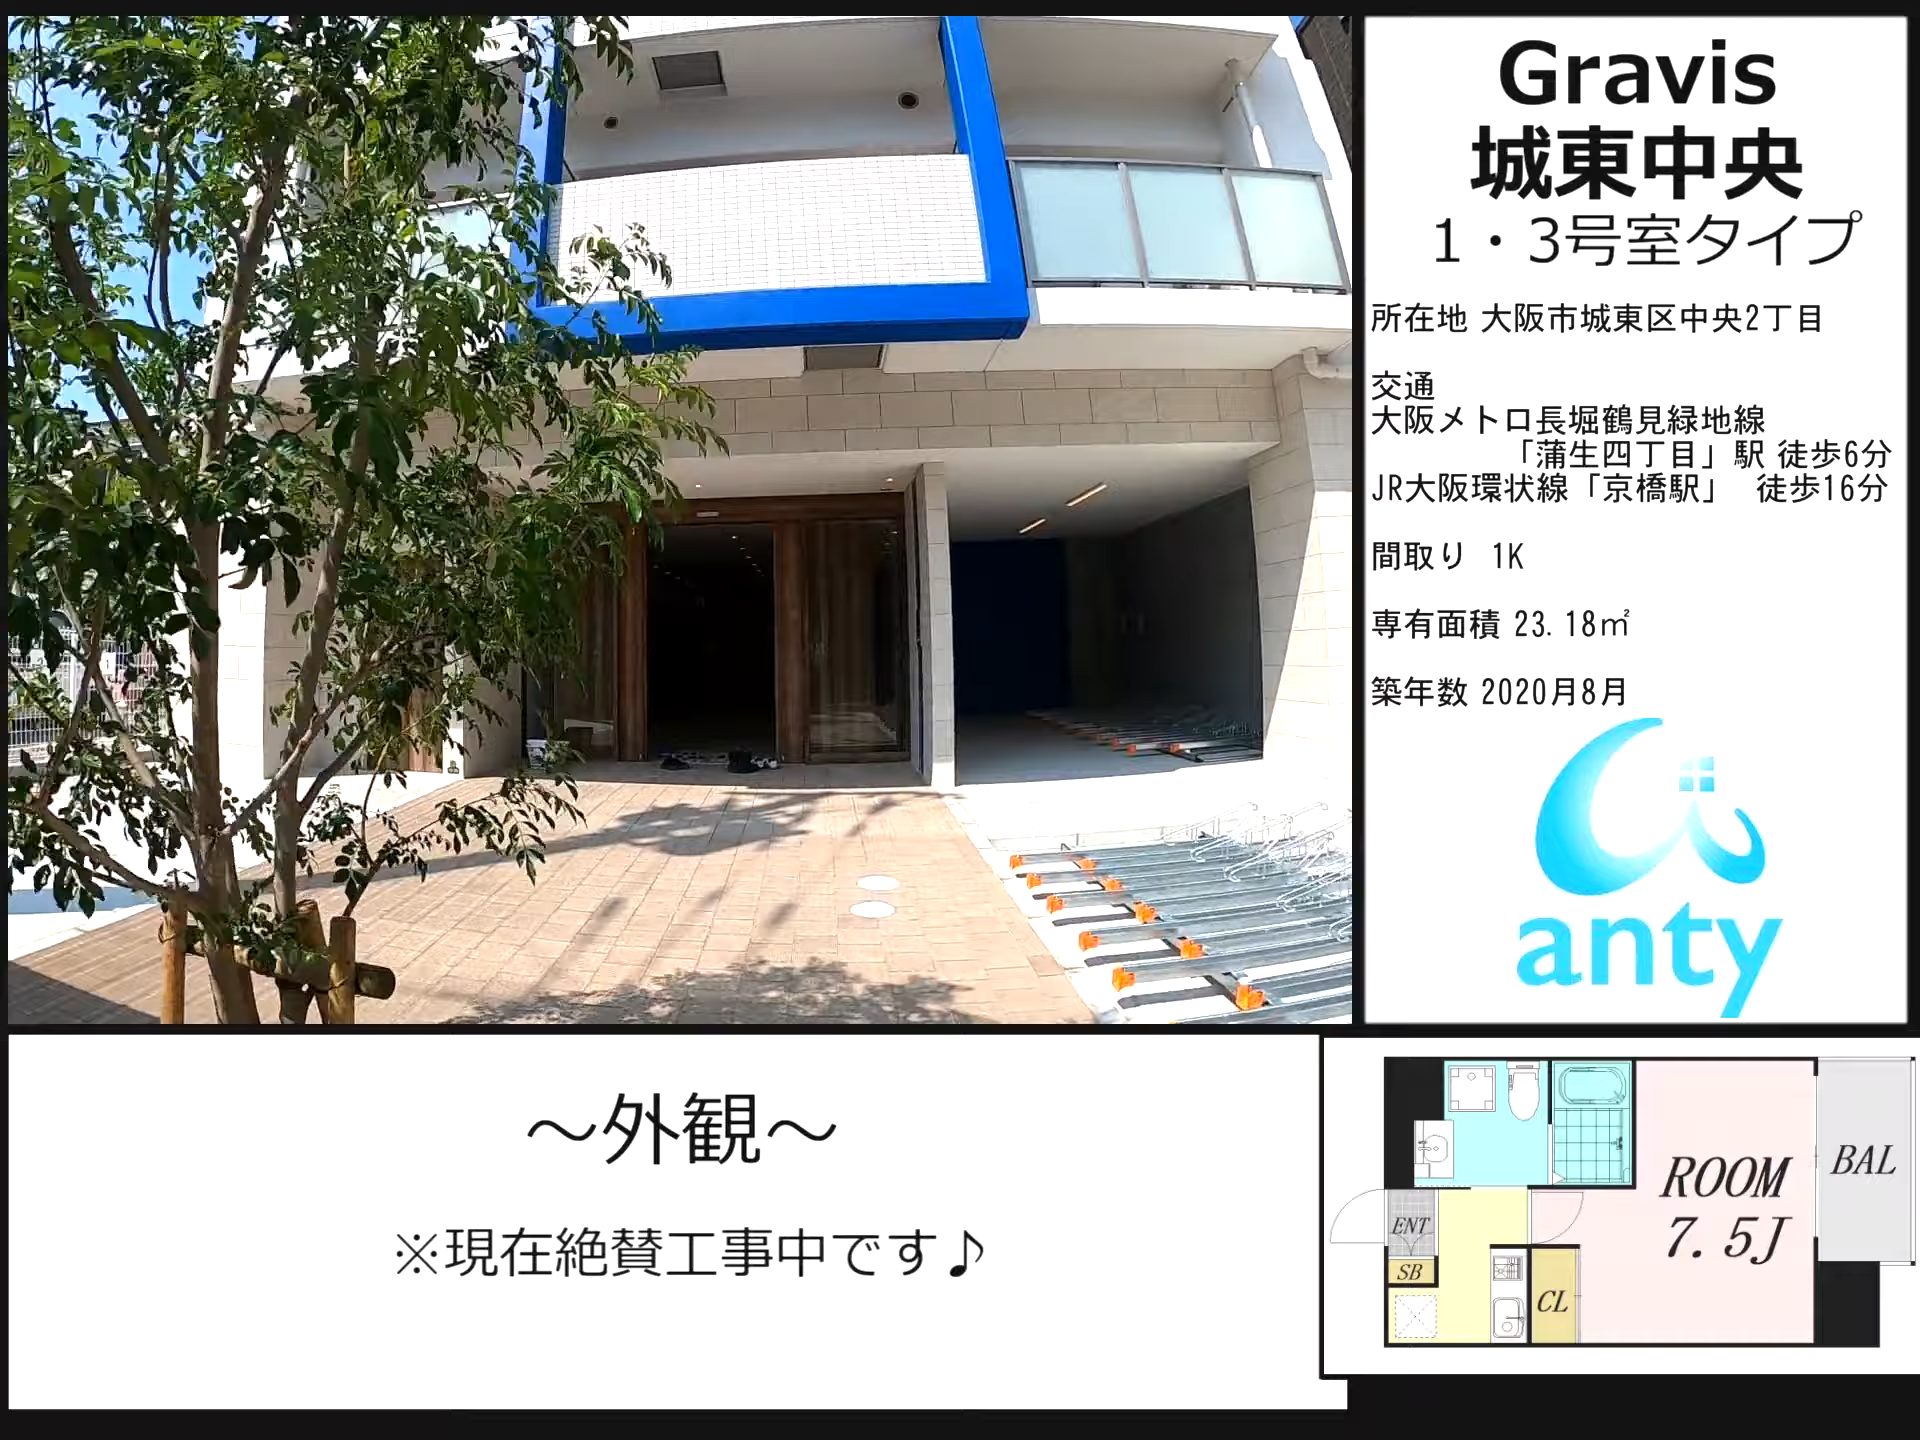 Gravis
城東中央
1・3号室タイプ
所在地 大阪市城東区中央2丁目
交通
大阪メトロ長堀鶴見緑地線
「蒲生四丁目」駅 徒歩6分
JR大阪環状線「京橋駅」 徒歩16分
間取り 1K
専有面積 23.18㎡
築年数 2020月8月
anty
～外観～
※現在絶賛工事中です♪
ROOM
7.5J
BAL
ENT
SB
CL